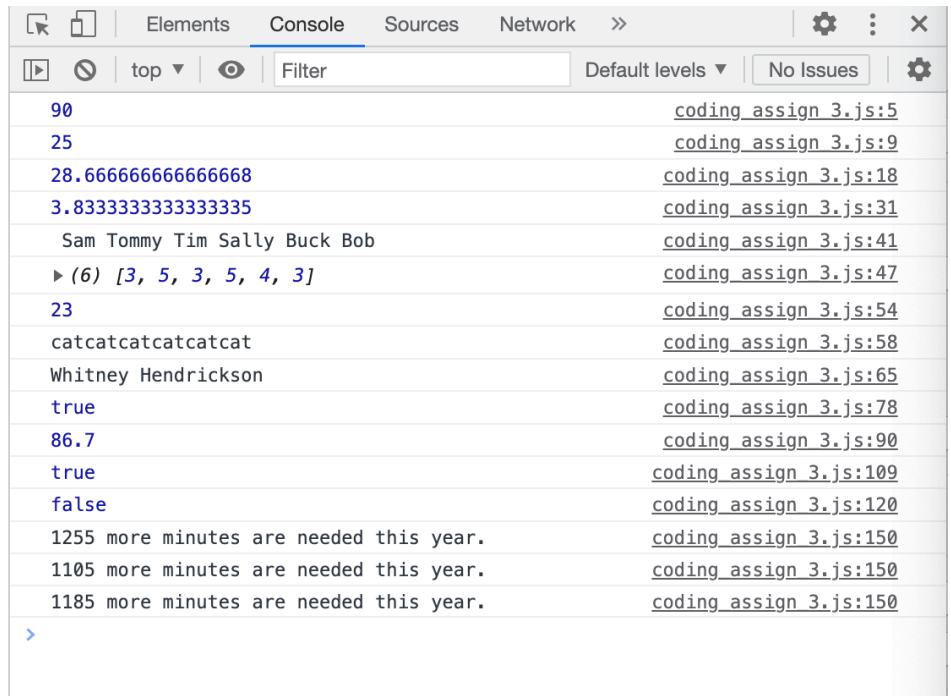 Elements Console Sources Network »
top ▼ Filter Default levels ▼ No Issues
90 coding_assign_3.js:5
25 coding_assign_3.js:9
28.666666666666668 coding_assign_3.js:18
3.8333333333333335 coding_assign_3.js:31
Sam Tommy Tim Sally Buck Bob coding_assign_3.js:41
▶ (6) [3, 5, 3, 5, 4, 3] coding_assign_3.js:47
23 coding_assign_3.js:54
catcatcatcatcatcat coding_assign_3.js:58
Whitney Hendrickson coding_assign_3.js:65
true coding_assign_3.js:78
86.7 coding_assign_3.js:90
true coding_assign_3.js:109
false coding_assign_3.js:120
1255 more minutes are needed this year. coding_assign_3.js:150
1105 more minutes are needed this year. coding_assign_3.js:150
1185 more minutes are needed this year. coding_assign_3.js:150
>